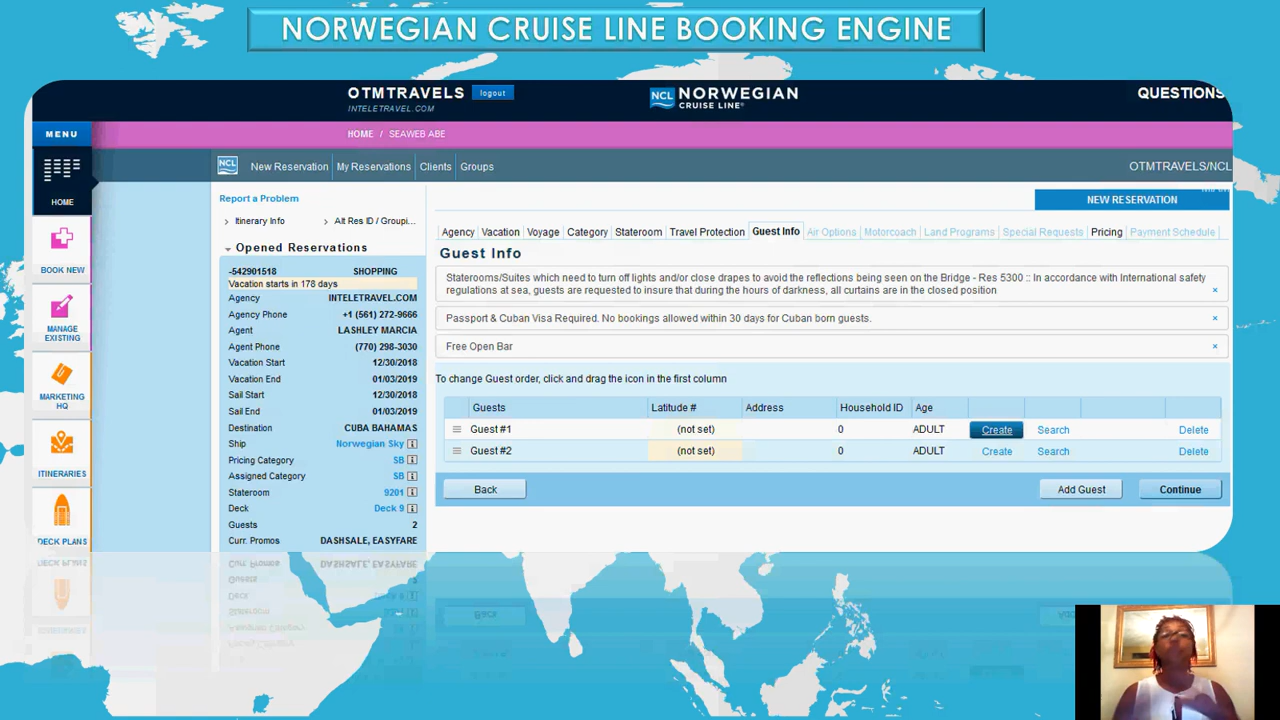 NORWEGIAN CRUISE LINE BOOKING ENGINE
OTMTRAVELS logout
INTELETRAVEL.COM
NCL NORWEGIAN
CRUISE LINE®
QUESTIONS
MENU
HOME / SEAWEB ABE
NCL New Reservation My Reservations Clients Groups
OTMTRAVELS/NCL
HOME
BOOK NEW
MANAGE
EXISTING
MARKETING
HQ
ITINERARIES
DECK PLANS
Report a Problem
Itinerary Info Alt Res ID / Groupi...
Opened Reservations
-542901518 SHOPPING
Vacation starts in 178 days
Agency INTELETRAVEL.COM
Agency Phone +1 (561) 272-9666
Agent LASHLEY MARCIA
Agent Phone (770) 298-3030
Vacation Start 12/30/2018
Vacation End 01/03/2019
Sail Start 12/30/2018
Sail End 01/03/2019
Destination CUBA BAHAMAS
Ship Norwegian Sky
Pricing Category SB
Assigned Category SB
Stateroom 9201
Deck Deck 9
Guests 2
Curr. Promos DASHSALE, EASYFARE
NEW RESERVATION
Agency Vacation Voyage Category Stateroom Travel Protection Guest Info Air Options Motorcoach Land Programs Special Requests Pricing Payment Schedule
Guest Info
Staterooms/Suites which need to turn off lights and/or close drapes to avoid the reflections being seen on the Bridge - Res 5300 :: In accordance with International safety
regulations at sea, guests are requested to insure that during the hours of darkness, all curtains are in the closed position
Passport & Cuban Visa Required. No bookings allowed within 30 days for Cuban born guests.
Free Open Bar
To change Guest order, click and drag the icon in the first column
Guests Latitude # Address Household ID Age
Guest #1 (not set) 0 ADULT Create Search Delete
Guest #2 (not set) 0 ADULT Create Search Delete
Back Add Guest Continue